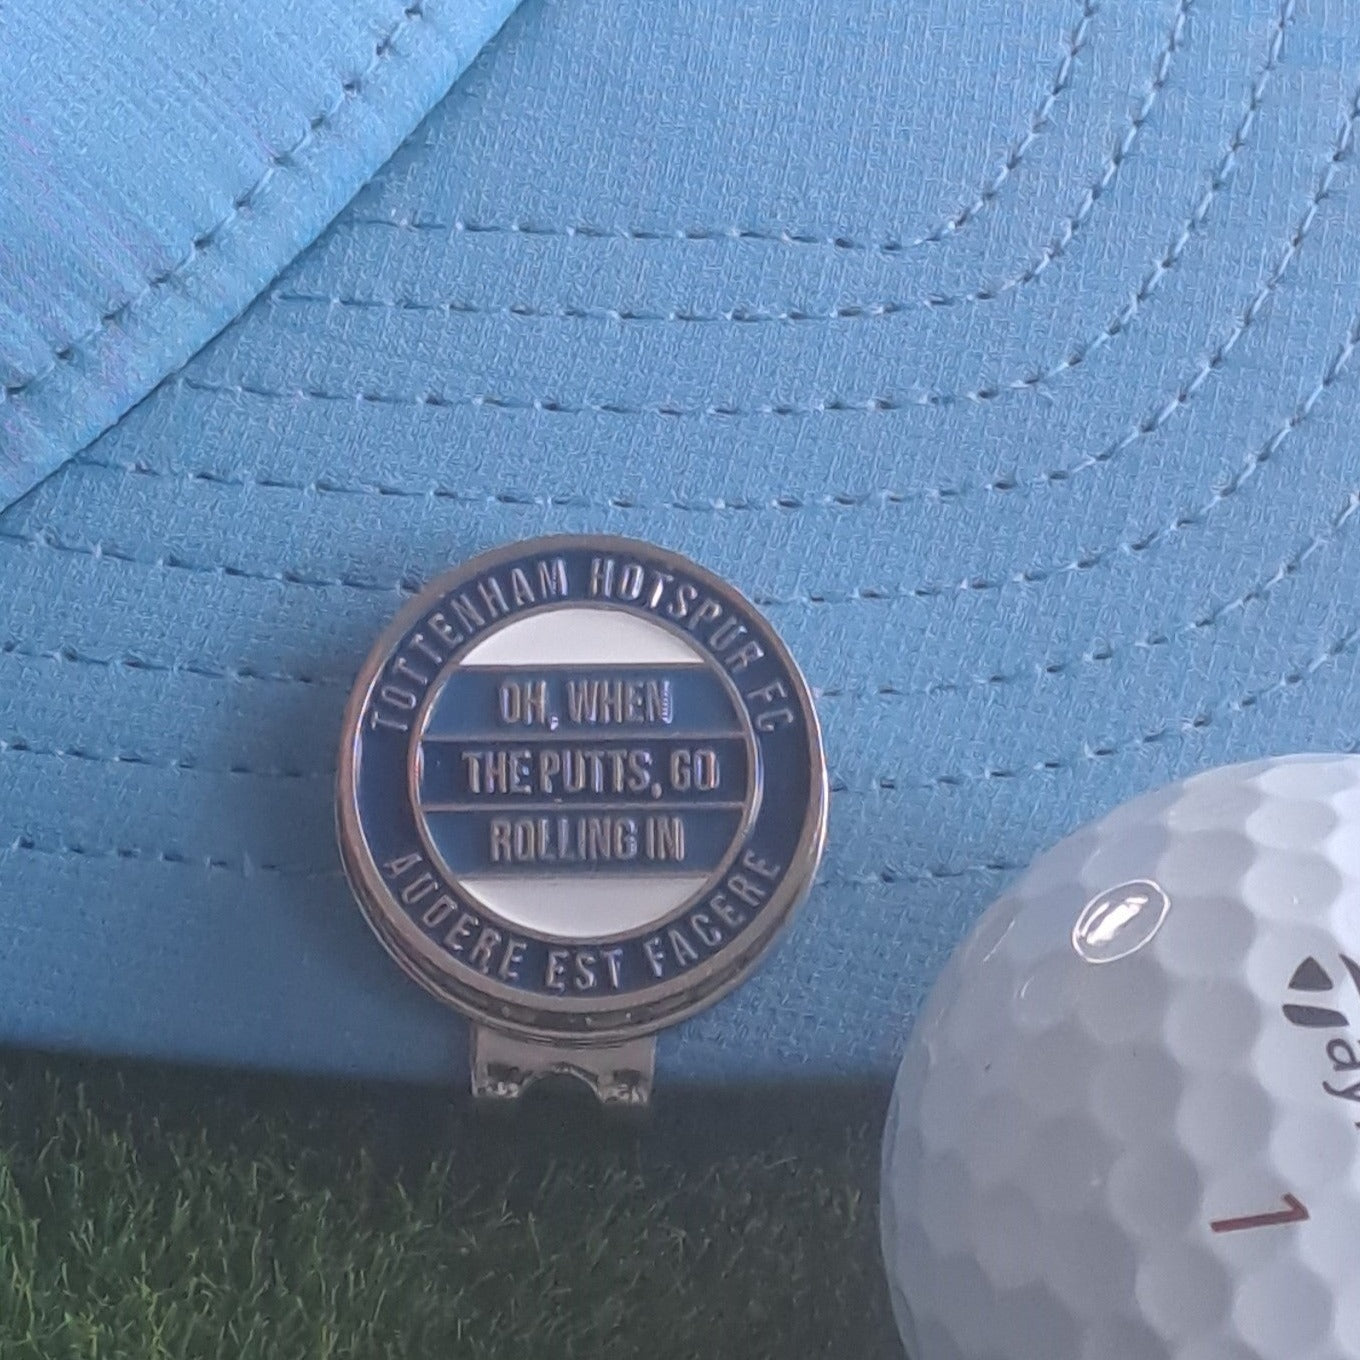 TOTTENHAM HOTSPUR FC
OH, WHEN
THE PUTTS, GO
ROLLING IN
AUDERE EST FACERE
1